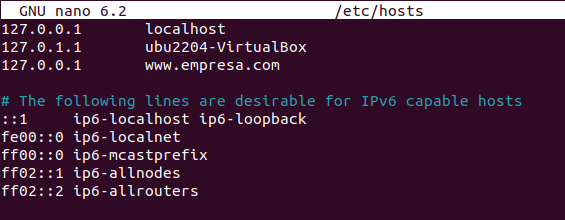 GNU nano 6.2 /etc/hosts
127.0.0.1 localhost
127.0.1.1 ubu2204-VirtualBox
127.0.0.1 www.empresa.com
# The following lines are desirable for IPv6 capable hosts
::1 ip6-localhost ip6-loopback
fe00::0 ip6-localnet
ff00::0 ip6-mcastprefix
ff02::1 ip6-allnodes
ff02::2 ip6-allrouters